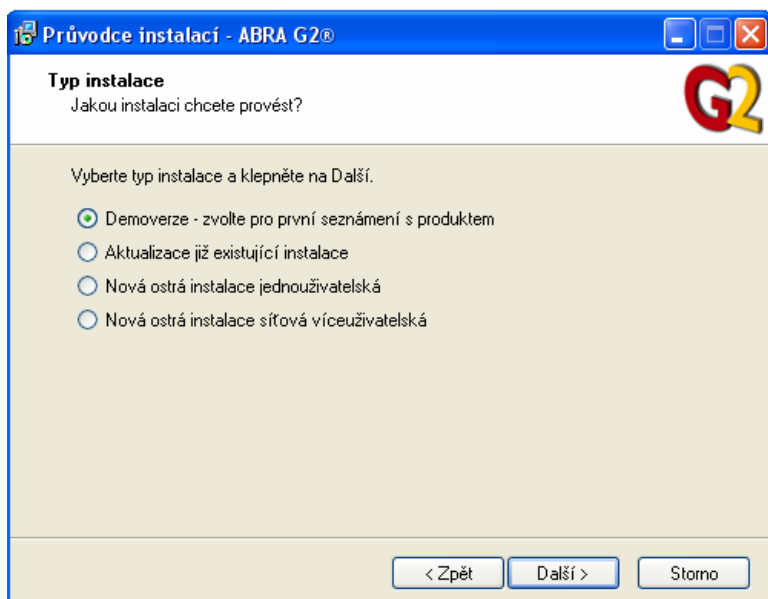 Průvodce instalací - ABRA G2®
Typ instalace
Jakou instalaci chcete provést?
G2
Vyberte typ instalace a klepněte na Další.
Demoverze - zvolte pro první seznámení s produktem
Aktualizace již existující instalace
Nová ostrá instalace jednouživatelská
Nová ostrá instalace síťová víceuživatelská
< Zpět
Další >
Storno